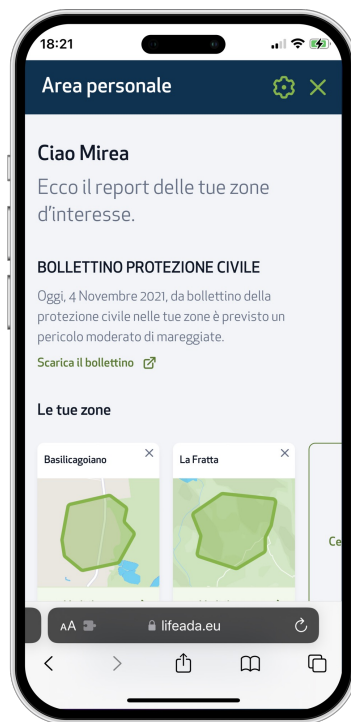 18:21
Area personale
Ciao Mirea
Ecco il report delle tue zone
d'interesse.
BOLLETTINO PROTEZIONE CIVILE
Oggi, 4 Novembre 2021, da bollettino della
protezione civile nelle tue zone è previsto un
pericolo moderato di mareggiate.
Scarica il bollettino
Le tue zone
Basilicagoiano
La Fratta
Ce
AA
lifeada.eu